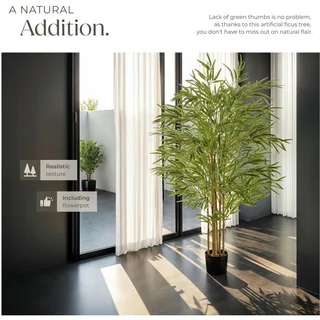 A NATURAL
Addition.
Lack of green thumbs is no problem,
as thanks to this artificial ficus tree,
you don't have to miss out on natural flair.
Realistic
texture
Including
flowerpot